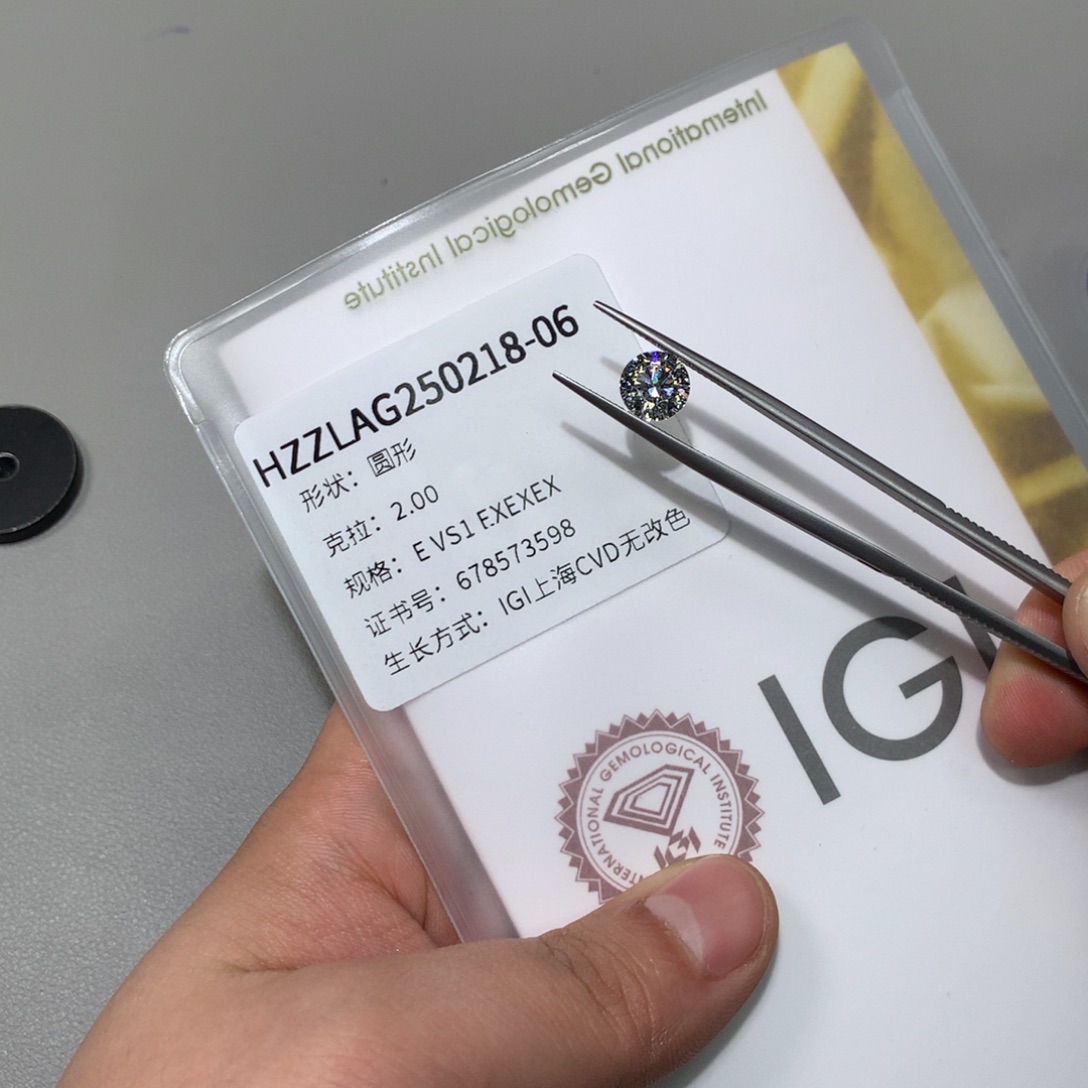 International Gemological Institute
HZZLAG250218-06
形状：圆形
克拉：2.00
规格：E VS1 EXEXEX
证书号：678573598
生长方式：IGI上海CVD无改色
IGI
INTERNATIONAL GEMOLOGICAL INSTITUTE
IGI